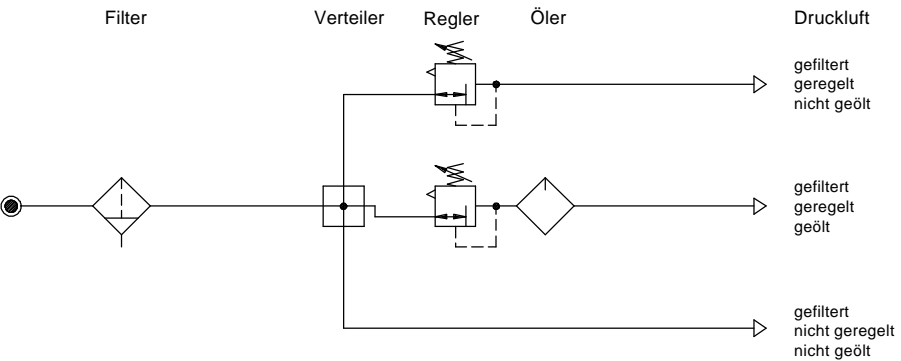 Filter
Verteiler
Regler
Öler
Druckluft
gefiltert
geregelt
nicht geölt
gefiltert
geregelt
geölt
gefiltert
nicht geregelt
nicht geölt